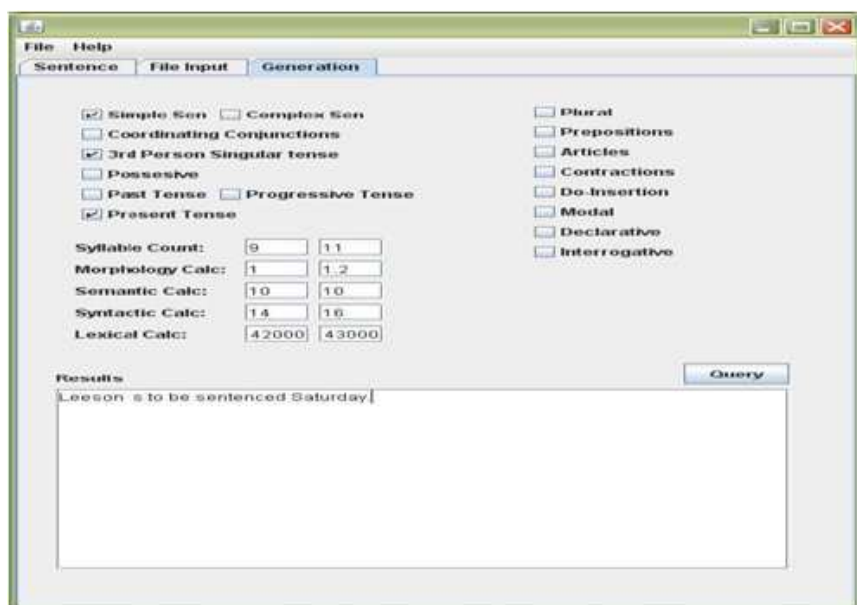 File Help
Sentence File Input Generation
Simple Sen Complex Sen
Coordinating Conjunctions
3rd Person Singular tense
Possesive
Past Tense Progressive Tense
Present Tense
Syllable Count: 9 11
Morphology Calc: 1 1.2
Semantic Calc: 10 10
Syntactic Calc: 14 16
Lexical Calc: 42000 43000
Plural
Prepositions
Articles
Contractions
Do-Insertion
Modal
Declarative
Interrogative
Query
Results
Leeson s to be sentenced Saturday.